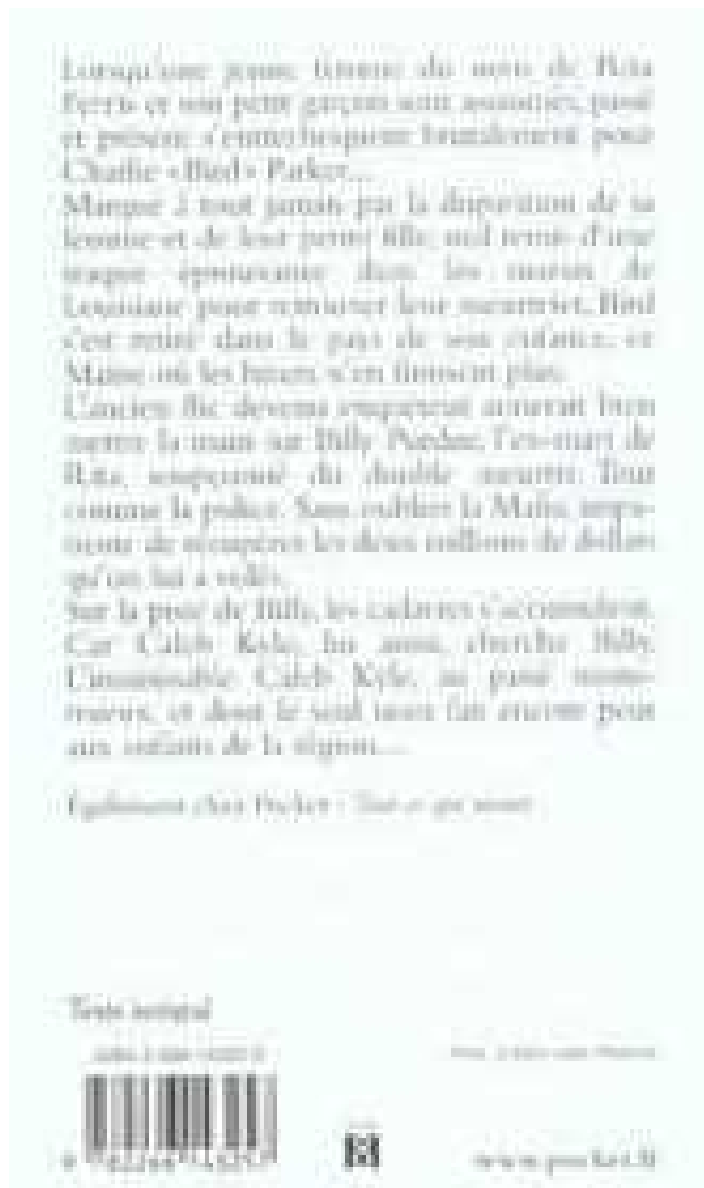 Lorsqu'une jeune femme du nom de Rita
Ferris et son petit garçon sont assassinés, passé
et présent s'entrechoquent brutalement pour
Charlie «Bird» Parker...
Marqué à tout jamais par la disparition de sa
femme et de leur petite fille, mal remis d'une
traque éprouvante dans les marais de
Louisiane pour retrouver leur meurtrier, Bird
s'est retiré dans le pays de son enfance, ce
Maine où les hivers n'en finissent plus.
L'ancien flic devenu enquêteur aimerait bien
mettre la main sur Billy Purdue, l'ex-mari de
Rita, soupçonné du double meurtre. Tout
comme la police. Sans oublier la Mafia, impa-
tiente de récupérer les deux millions de dollars
qu'on lui a volés.
Sur la piste de Billy, les cadavres s'accumulent.
Car Caleb Kyle, lui aussi, cherche Billy.
Caleb Kyle, au passé
et dont le seul nom fait encore peur
aux enfants de la région...
Également chez Pocket : Tout ce qui meurt
Texte intégral
www.pocket.fr